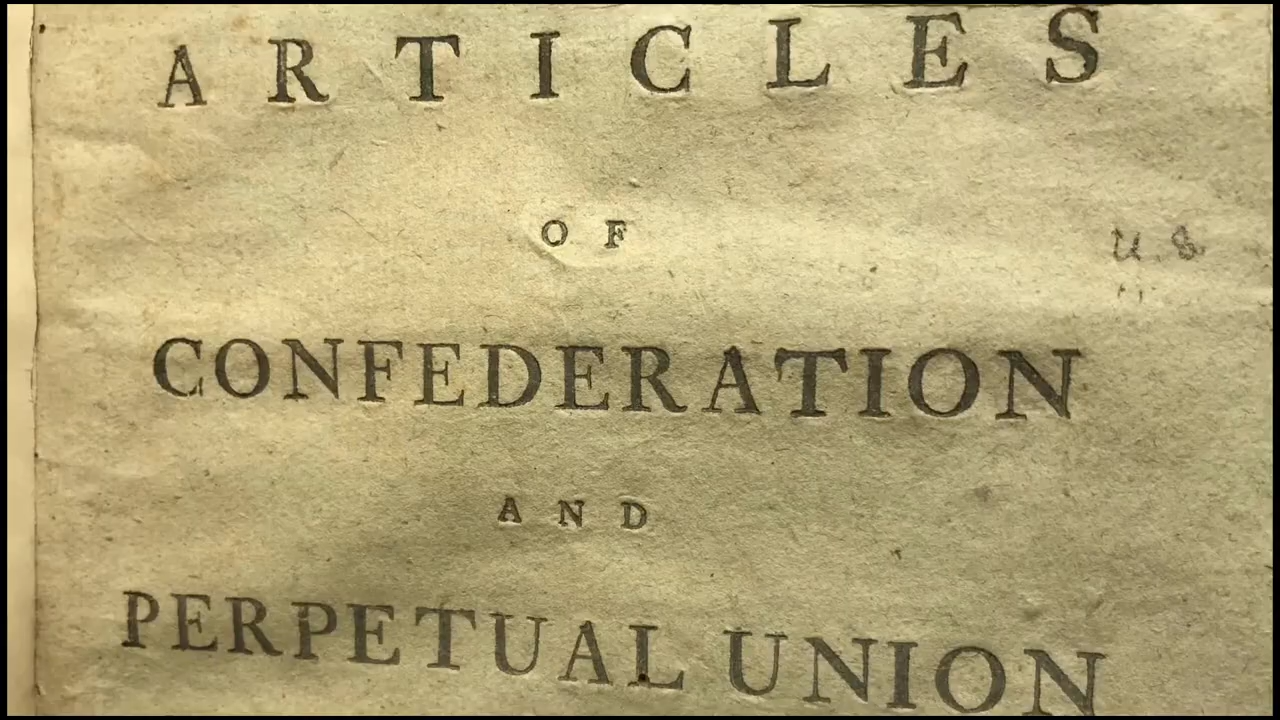 ARTICLES
OF
U.S.
CONFEDERATION
AND
PERPETUAL UNION